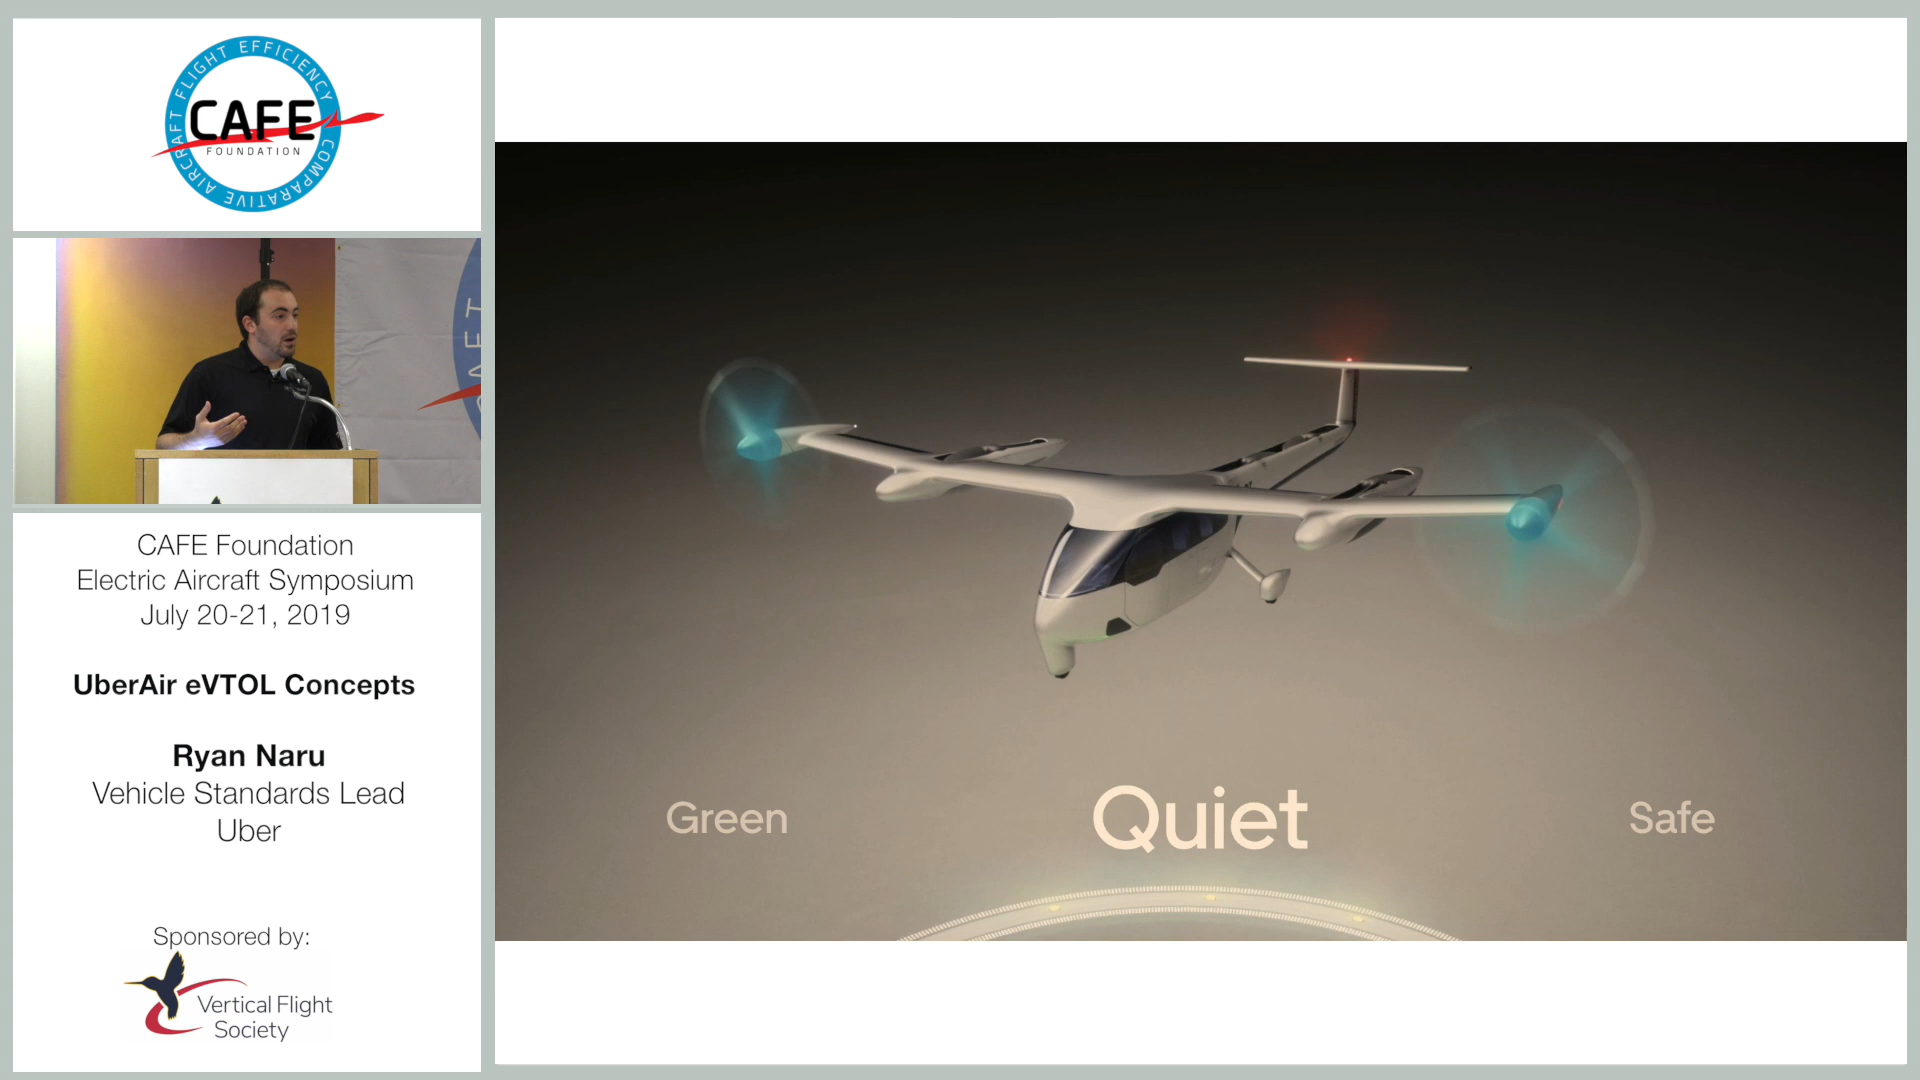 COMPARATIVE AIRCRAFT FLIGHT EFFICIENCY
CAFE
FOUNDATION
CAFE Foundation
Electric Aircraft Symposium
July 20-21, 2019
UberAir eVTOL Concepts
Ryan Naru
Vehicle Standards Lead
Uber
Sponsored by:
Vertical Flight
Society
Green
Quiet
Safe